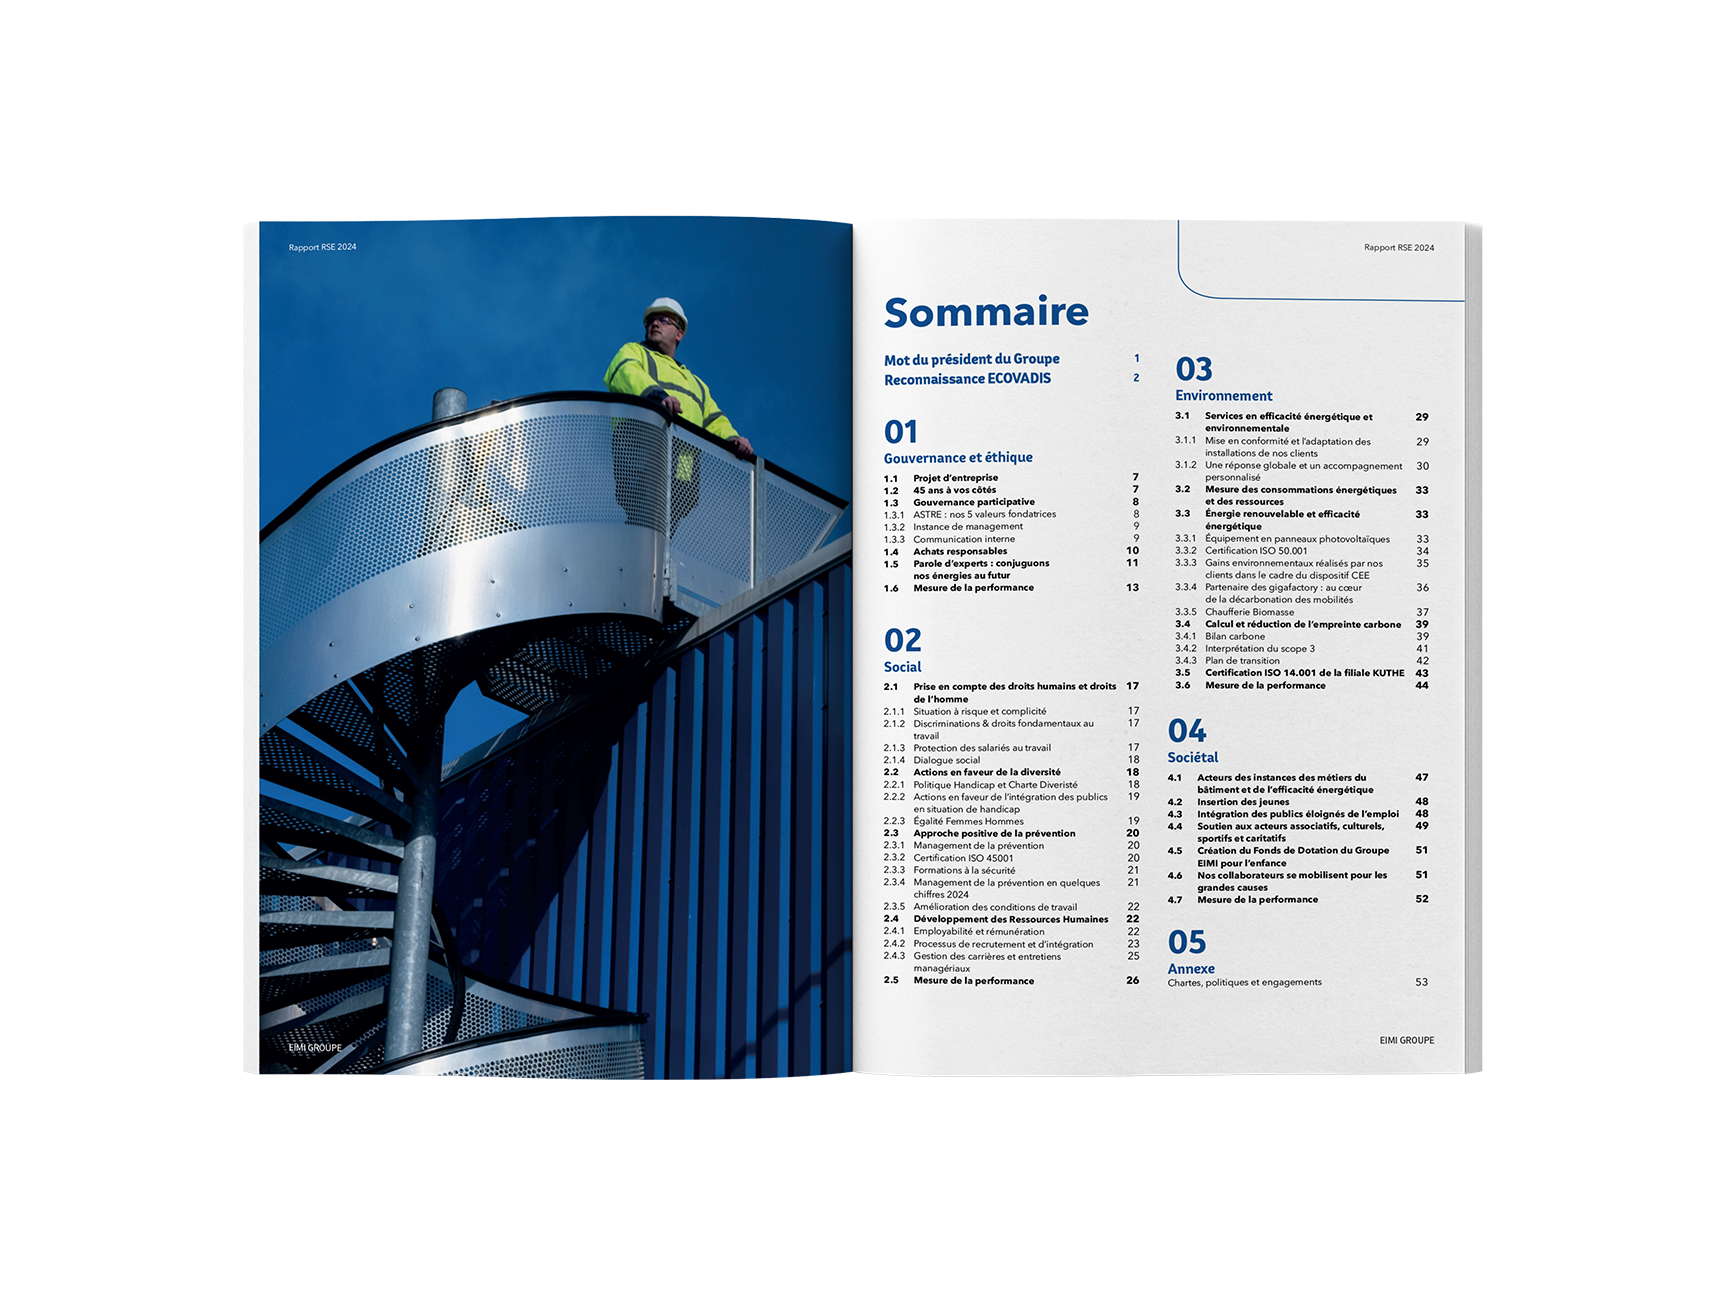 Rapport RSE 2024
EIMI GROUPE
Rapport RSE 2024
Sommaire
Mot du président du Groupe 1
Reconnaissance ECOVADIS 2
01
Gouvernance et éthique
1.1 Projet d'entreprise 7
1.2 45 ans à vos côtés 7
1.3 Gouvernance participative 8
1.3.1 ASTRE : nos 5 valeurs fondatrices 8
1.3.2 Instance de management 9
1.3.3 Communication interne 9
1.4 Achats responsables 10
1.5 Parole d'experts : conjuguons 11
nos énergies au futur
1.6 Mesure de la performance 13
02
Social
2.1 Prise en compte des droits humains et droits 17
de l'homme
2.1.1 Situation à risque et complicité 17
2.1.2 Discriminations & droits fondamentaux au 17
travail
2.1.3 Protection des salariés au travail 17
2.1.4 Dialogue social 18
2.2 Actions en faveur de la diversité 18
2.2.1 Politique Handicap et Charte Diveristé 18
2.2.2 Actions en faveur de l'intégration des publics 19
en situation de handicap
2.2.3 Égalité Femmes Hommes 19
2.3 Approche positive de la prévention 20
2.3.1 Management de la prévention 20
2.3.2 Certification ISO 45001 20
2.3.3 Formations à la sécurité 21
2.3.4 Management de la prévention en quelques 21
chiffres 2024
2.3.5 Amélioration des conditions de travail 22
2.4 Développement des Ressources Humaines 22
2.4.1 Employabilité et rémunération 22
2.4.2 Processus de recrutement et d'intégration 23
2.4.3 Gestion des carrières et entretiens 25
managériaux
2.5 Mesure de la performance 26
03
Environnement
3.1 Services en efficacité énergétique et 29
environnementale
3.1.1 Mise en conformité et l'adaptation des 29
installations de nos clients
3.1.2 Une réponse globale et un accompagnement 30
personnalisé
3.2 Mesure des consommations énergétiques 33
et des ressources
3.3 Énergie renouvelable et efficacité 33
énergétique
3.3.1 Équipement en panneaux photovoltaïques 33
3.3.2 Certification ISO 50.001 34
3.3.3 Gains environnementaux réalisés par nos 35
clients dans le cadre du dispositif CEE
3.3.4 Partenaire des gigafactory : au cœur 36
de la décarbonation des mobilités
3.3.5 Chaufferie Biomasse 37
3.4 Calcul et réduction de l'empreinte carbone 39
3.4.1 Bilan carbone 39
3.4.2 Interprétation du scope 3 41
3.4.3 Plan de transition 42
3.5 Certification ISO 14.001 de la filiale KUTHE 43
3.6 Mesure de la performance 44
04
Sociétal
4.1 Acteurs des instances des métiers du 47
bâtiment et de l'efficacité énergétique
4.2 Insertion des jeunes 48
4.3 Intégration des publics éloignés de l'emploi 48
4.4 Soutien aux acteurs associatifs, culturels, 49
sportifs et caritatifs
4.5 Création du Fonds de Dotation du Groupe 51
EIMI pour l'enfance
4.6 Nos collaborateurs se mobilisent pour les 51
grandes causes
4.7 Mesure de la performance 52
05
Annexe
Chartes, politiques et engagements 53
EIMI GROUPE